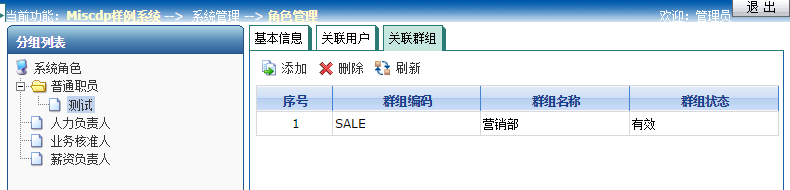 当前功能：Miscdp样例系统 --> 系统管理 --> 角色管理
欢迎：管理员
退 出
分组列表
系统角色
普通职员
测试
人力负责人
业务核准人
薪资负责人
基本信息 关联用户 关联群组
添加 删除 刷新
序号 群组编码 群组名称 群组状态
1 SALE 营销部 有效